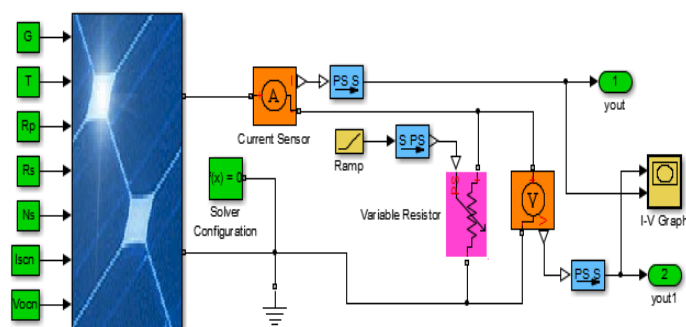 G
T
Rp
Rs
Ns
Iscn
Vocn
A
I
Current Sensor
PS S
1
yout
Ramp
S PS
f(x) = 0
Solver
Configuration
Variable Resistor
PS
V
V
I-V Graph
PS S
2
yout1